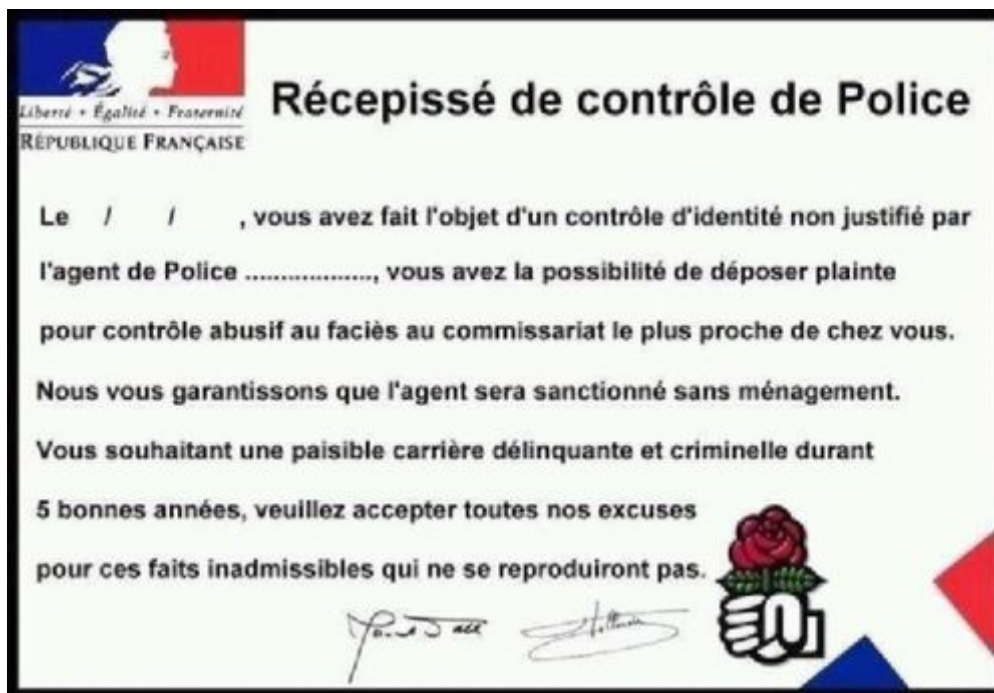 Liberté • Égalité • Fraternité
RÉPUBLIQUE FRANÇAISE
Récepissé de contrôle de Police
Le / / , vous avez fait l'objet d'un contrôle d'identité non justifié par
l'agent de Police .................., vous avez la possibilité de déposer plainte
pour contrôle abusif au faciès au commissariat le plus proche de chez vous.
Nous vous garantissons que l'agent sera sanctionné sans ménagement.
Vous souhaitant une paisible carrière délinquante et criminelle durant
5 bonnes années, veuillez accepter toutes nos excuses
pour ces faits inadmissibles qui ne se reproduiront pas.